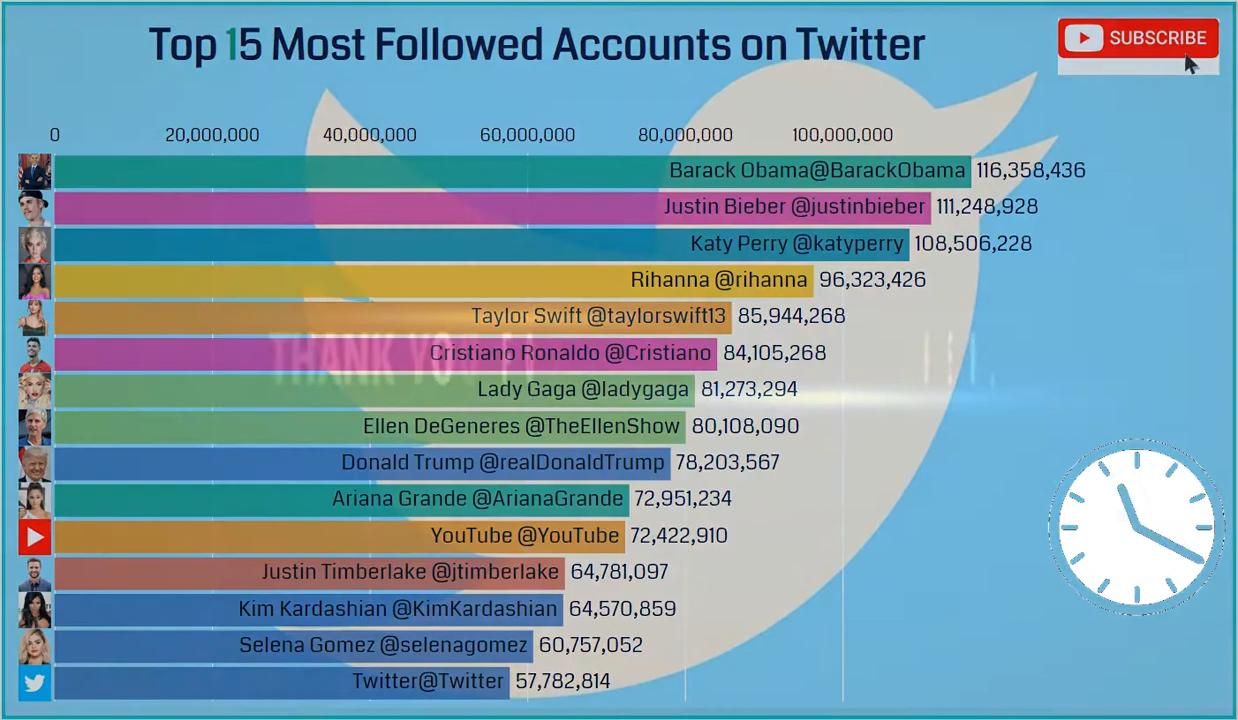 Top 15 Most Followed Accounts on Twitter
SUBSCRIBE
0 20,000,000 40,000,000 60,000,000 80,000,000 100,000,000
Barack Obama@BarackObama 116,358,436
Justin Bieber @justinbieber 111,248,928
Katy Perry @katyperry 108,506,228
Rihanna @rihanna 96,323,426
Taylor Swift @taylorswift13 85,944,268
THANK YOU
Cristiano Ronaldo @Cristiano 84,105,268
Lady Gaga @ladygaga 81,273,294
Ellen DeGeneres @TheEllenShow 80,108,090
Donald Trump @realDonaldTrump 78,203,567
Ariana Grande @ArianaGrande 72,951,234
YouTube @YouTube 72,422,910
Justin Timberlake @jtimberlake 64,781,097
Kim Kardashian @KimKardashian 64,570,859
Selena Gomez @selenagomez 60,757,052
Twitter@Twitter 57,782,814